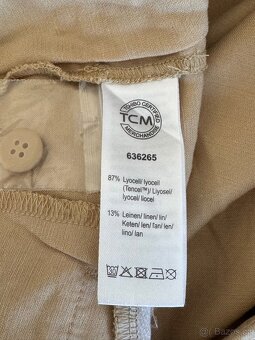 TCHIBO CERTIFIED
TCM
MERCHANDISE
636265
87% Lyocell/ lyocell
(Tencel™)/ Liyosel/
lyocel/ liocel
13% Leinen/ linen/ lin/
Keten/ len/ ľan/ len/
lino/ lan